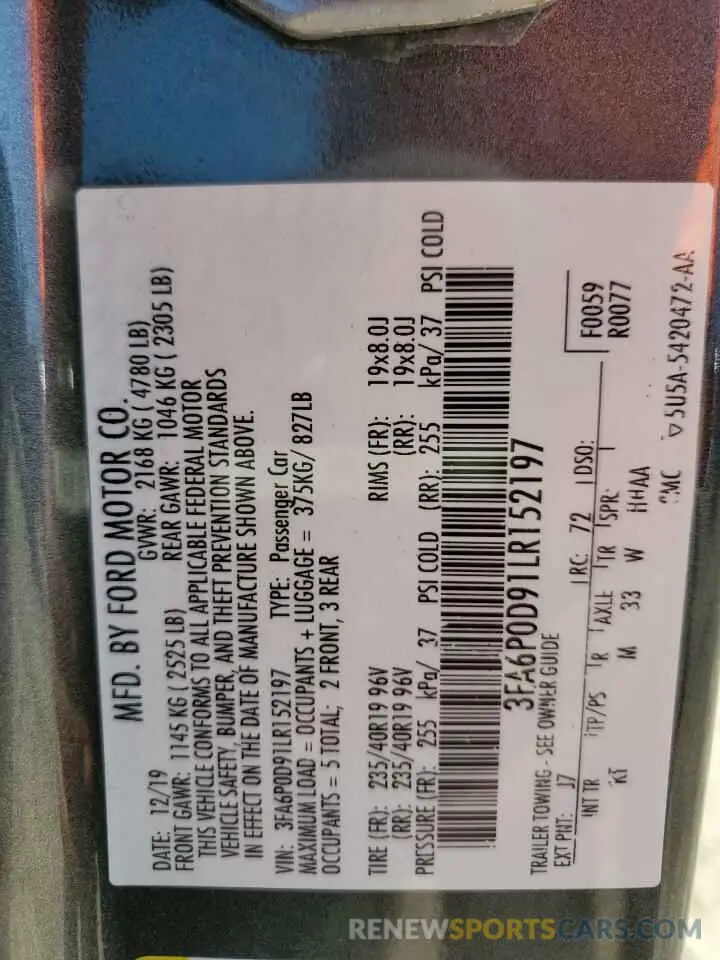 MFD. BY FORD MOTOR CO.
DATE: 12/19 GVWR: 2168 KG ( 4780 LB)
FRONT GAWR: 1145 KG ( 2525 LB) REAR GAWR: 1046 KG ( 2305 LB)
THIS VEHICLE CONFORMS TO ALL APPLICABLE FEDERAL MOTOR
VEHICLE SAFETY, BUMPER, AND THEFT PREVENTION STANDARDS
IN EFFECT ON THE DATE OF MANUFACTURE SHOWN ABOVE.
VIN: 3FA6P0D91LR152197 TYPE: Passenger Car
MAXIMUM LOAD = OCCUPANTS + LUGGAGE = 375KG/ 827LB
OCCUPANTS = 5 TOTAL; 2 FRONT, 3 REAR
TIRE (FR): 235/40R19 96V RIMS (FR): 19x8.0J
(RR): 235/40R19 96V (RR): 19x8.0J
PRESSURE (FR): 255 kPa/ 37 PSI COLD (RR): 255 kPa/ 37 PSI COLD
3FA6P0D91LR152197
TRAILER TOWING - SEE OWNER GUIDE
EXT PNT: J7 RC: 72 DSO: F0059
R0077
INT TR TP/PS R AXLE TR SPR
M 33 W HHAA
5U5A-5420472-AA
RENEWSPORTSCARS.COM